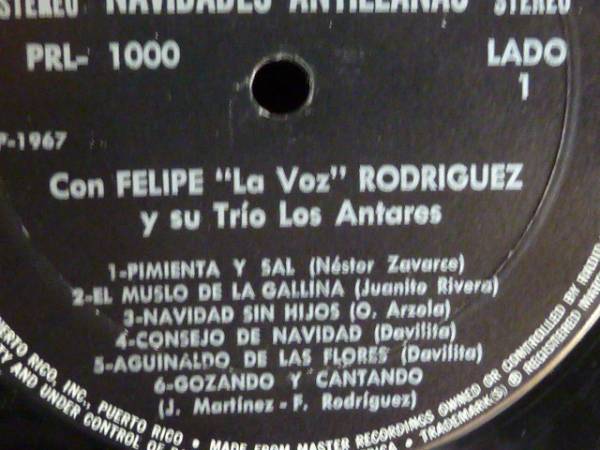 STEREO NAVIDADES ANTILLANAS STEREO
PRL- 1000
LADO
1
P-1967
Con FELIPE "La Voz" RODRIGUEZ
y su Trío Los Antares
1-PIMIENTA Y SAL (Néstor Zavarce)
2-EL MUSLO DE LA GALLINA (Juanito Rivera)
3-NAVIDAD SIN HIJOS (O. Arzola)
4-CONSEJO DE NAVIDAD (Davilita)
5-AGUINALDO DE LAS FLORES (Davilita)
6-GOZANDO Y CANTANDO
(J. Martínez - F. Rodríguez)
PUERTO RICO, INC., PUERTO RICO • MADE FROM MASTER RECORDINGS OWNED OR CONTROLLED BY RADIO
AND UNDER CONTROL OF
TRADEMARK(S) ® REGISTERED